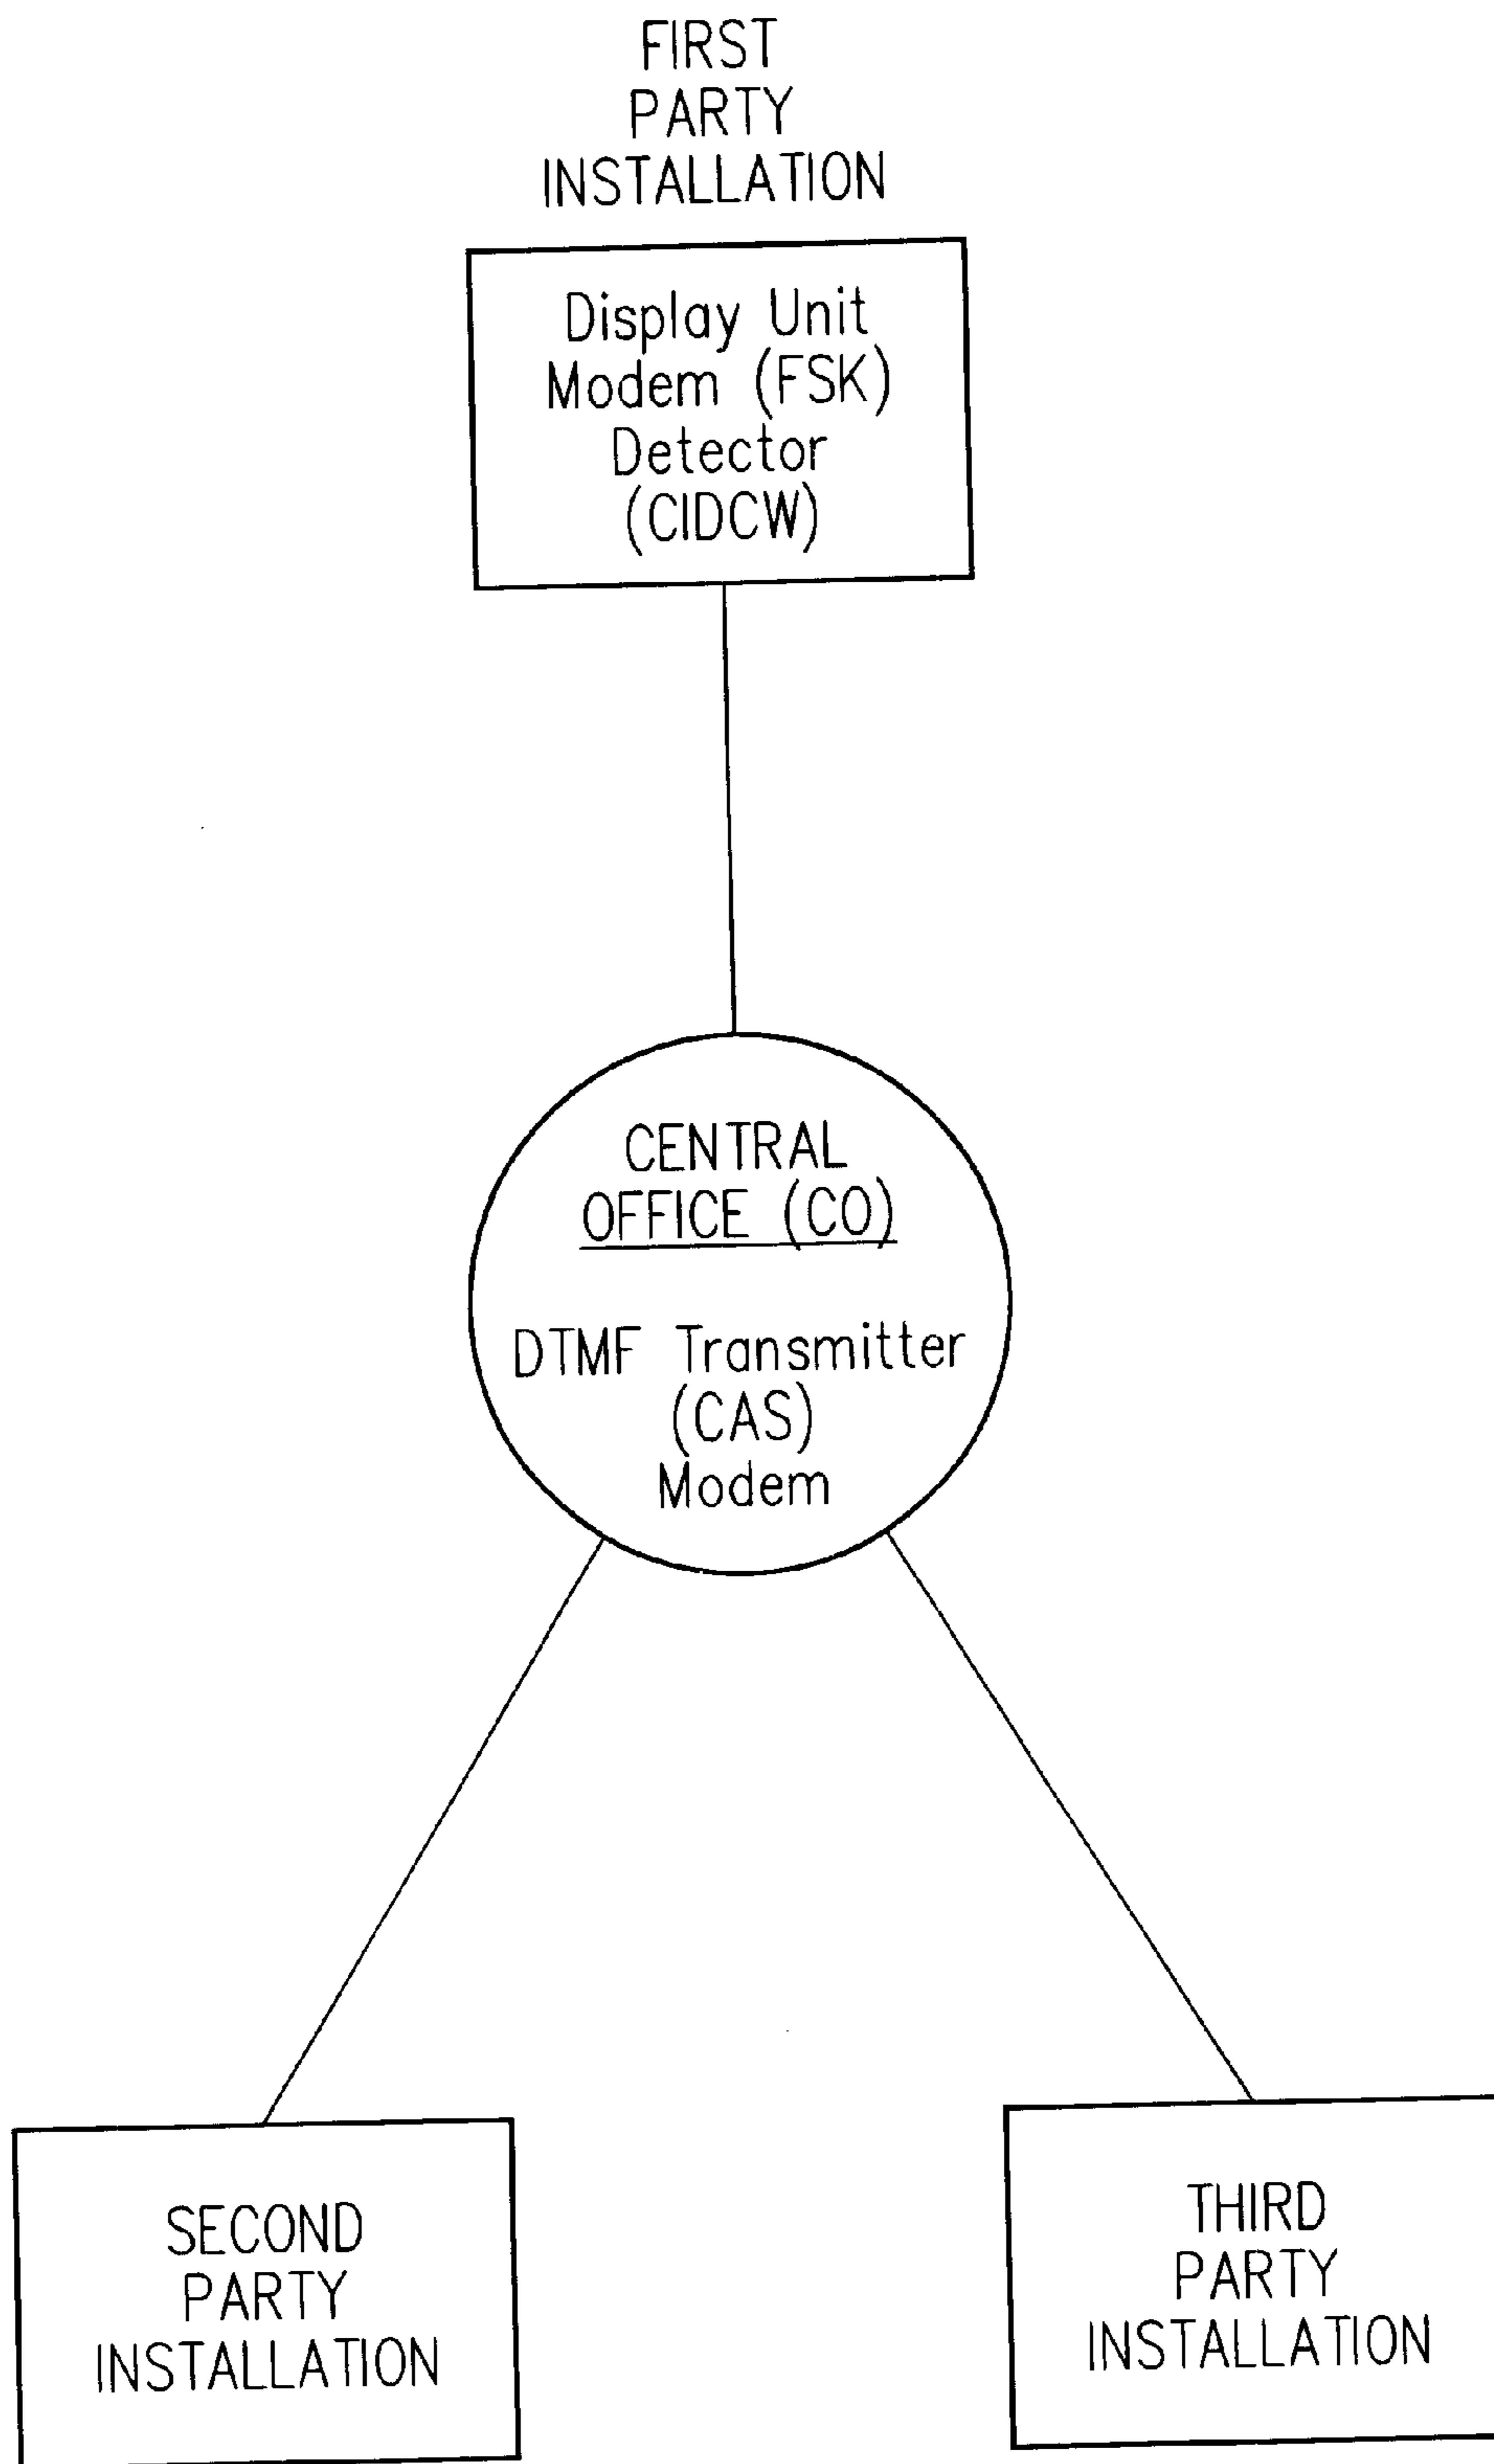 FIRST
PARTY
INSTALLATION
Display Unit
Modem (FSK)
Detector
(CIDCW)
CENTRAL
OFFICE (CO)
DTMF Transmitter
(CAS)
Modem
SECOND
PARTY
INSTALLATION
THIRD
PARTY
INSTALLATION